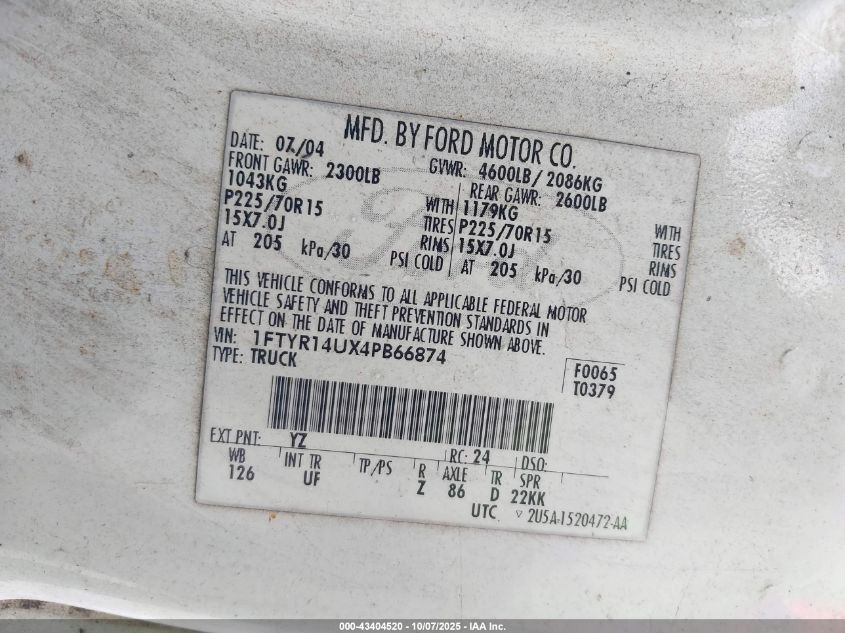 MFD. BY FORD MOTOR CO.
DATE: 07/04 GVWR: 4600LB/ 2086KG
FRONT GAWR: 2300LB REAR GAWR: 2600LB
1043KG WITH 1179KG WITH
P225/70R15 TIRES P225/70R15 TIRES
15X7.0J RIMS 15X7.0J RIMS
AT 205 kPa/30 PSI COLD AT 205 kPa/30 PSI COLD
THIS VEHICLE CONFORMS TO ALL APPLICABLE FEDERAL MOTOR
VEHICLE SAFETY AND THEFT PREVENTION STANDARDS IN
EFFECT ON THE DATE OF MANUFACTURE SHOWN ABOVE.
VIN: 1FTYR14UX4PB66874
TYPE: TRUCK
F0065
T0379
EXT PNT: YZ RC: 24 DSO:
WB INT TR TP/PS R AXLE TR SPR
126 UF Z 86 D 22KK
UTC ▽ 2U5A-1520472-AA
Ford
000-43404520 - 10/07/2025 - IAA Inc.